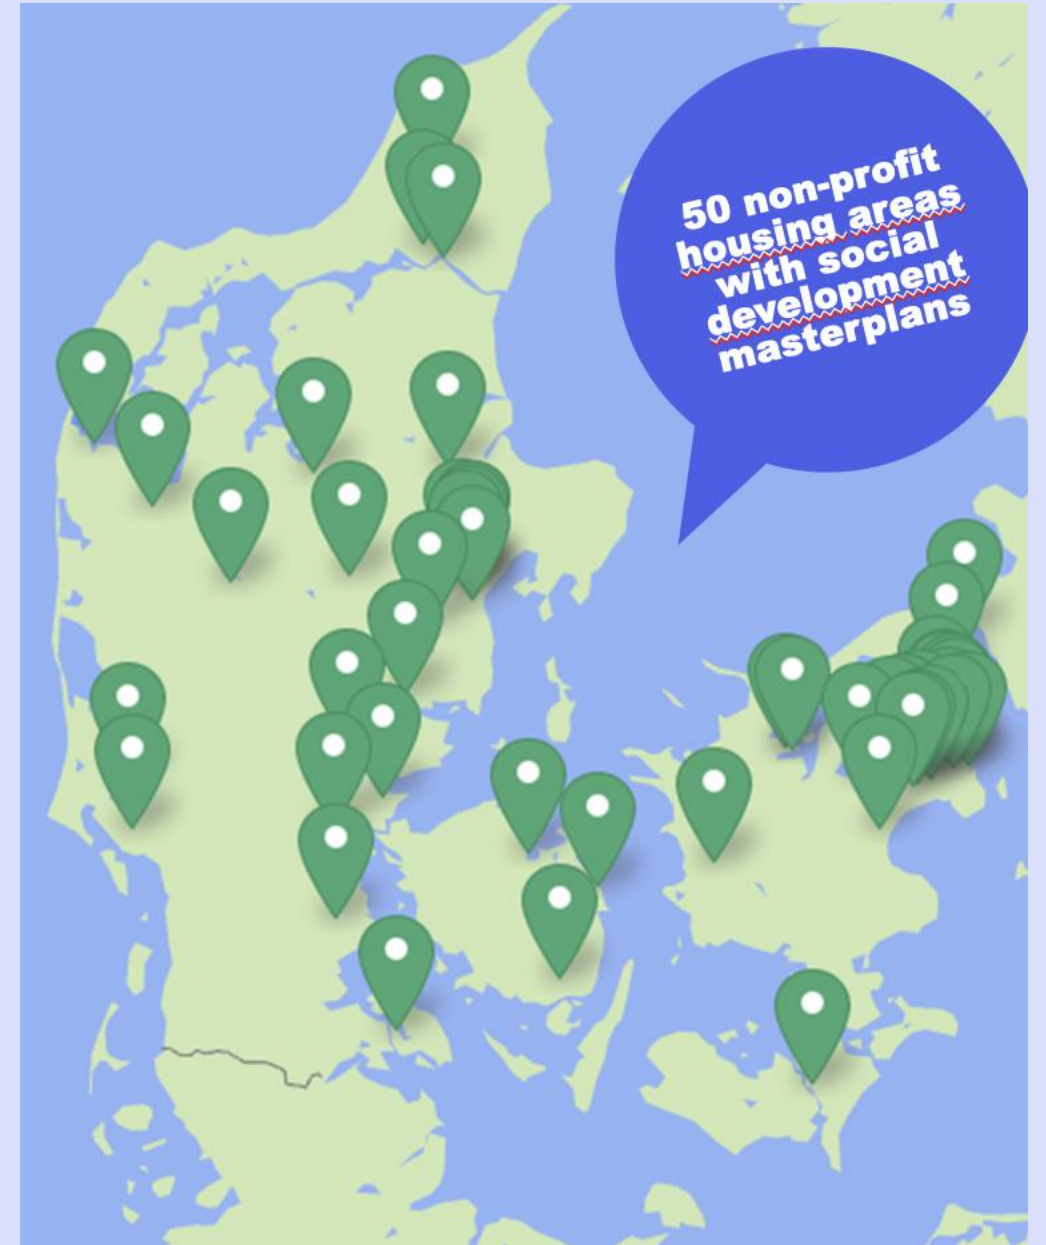 50 non-profit
housing areas
with social
development
masterplans